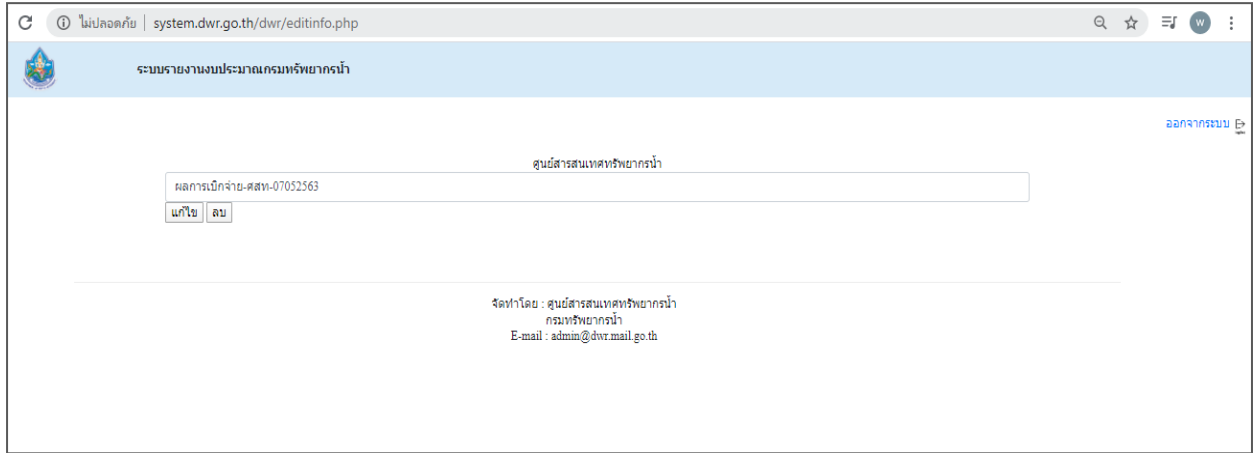 ไม่ปลอดภัย | system.dwr.go.th/dwr/editinfo.php
W
ระบบรายงานงบประมาณกรมทรัพยากรน้ำ
ออกจากระบบ
ศูนย์สารสนเทศทรัพยากรน้ำ
ผลการเบิกจ่าย-ศสท-07052563
แก้ไข ลบ
จัดทำโดย : ศูนย์สารสนเทศทรัพยากรน้ำ
กรมทรัพยากรน้ำ
E-mail : admin@dwr.mail.go.th